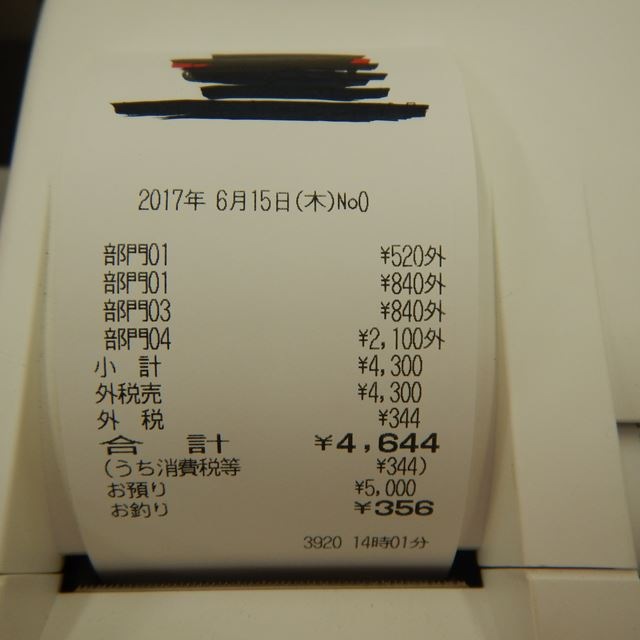 2017年 6月15日(木)No0
部門01 ¥520外
部門01 ¥840外
部門03 ¥840外
部門04 ¥2,100外
小 計 ¥4,300
外税売 ¥4,300
外 税 ¥344
合 計 ¥4,644
(うち消費税等 ¥344)
お預り ¥5,000
お釣り ¥356
3920 14時01分